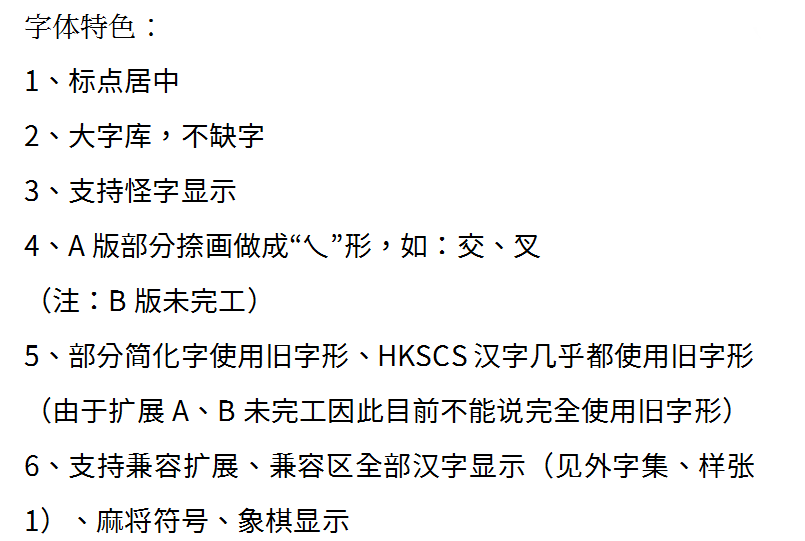 字体特色：
1、标点居中
2、大字库，不缺字
3、支持怪字显示
4、A 版部分捺画做成“㇏”形，如：交、叉
（注：B 版未完工）
5、部分简化字使用旧字形、HKSCS 汉字几乎都使用旧字形
（由于扩展 A、B 未完工因此目前不能说完全使用旧字形）
6、支持兼容扩展、兼容区全部汉字显示（见外字集、样张
1）、麻将符号、象棋显示